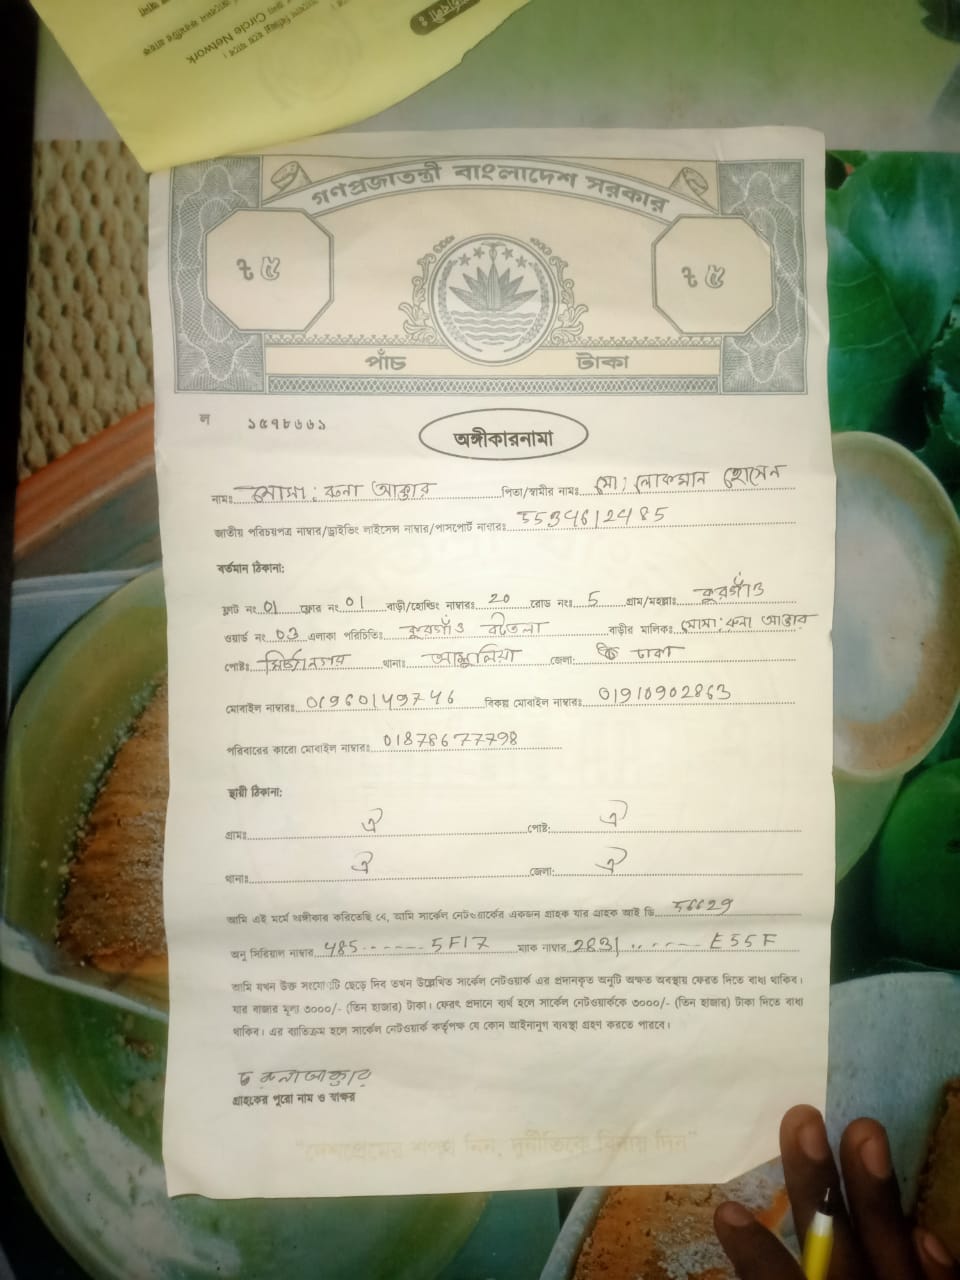 Circle Network
গণপ্রজাতন্ত্রী বাংলাদেশ সরকার
৳ ৫ ৳ ৫
পাঁচ টাকা
ল ১৫৭৮৬৬১
অঙ্গীকারনামা
নামঃ মোসা: রুনা আক্তার পিতা/স্বামীর নামঃ মো: লোকমান হোসেন
জাতীয় পরিচয়পত্র নাম্বার/ড্রাইভিং লাইসেন্স নাম্বার/পাসপোর্ট নাম্বারঃ 5534612485
বর্তমান ঠিকানা:
ফ্লাট নং 01 ফ্লোর নং 01 বাড়ী/হোল্ডিং নাম্বারঃ 20 রোড নংঃ 5 গ্রাম/মহল্লাঃ কুরগাঁও
ওয়ার্ড নং 03 এলাকা পরিচিতিঃ কুরগাঁও বাড়ীর মালিকঃ মোসা: রুনা আক্তার
পোষ্টঃ মির্জানগর থানাঃ আশুলিয়া জেলা: ঢাকা
মোবাইল নাম্বারঃ 01960149746 বিকল্প মোবাইল নাম্বারঃ 01910902863
পরিবারের কারো মোবাইল নাম্বারঃ 01878677798
স্থায়ী ঠিকানা:
গ্রামঃ ঐ পোষ্ট: ঐ
থানাঃ ঐ জেলা: ঐ
আমি এই মর্মে অঙ্গীকার করিতেছি যে, আমি সার্কেল নেটওয়ার্কের একজন গ্রাহক যার গ্রাহক আই ডি 56629
অনু সিরিয়াল নাম্বার 485------5F17 ম্যাক নাম্বার 2831------E55F
আমি যখন উক্ত সংযোগটি ছেড়ে দিব তখন উল্লেখিত সার্কেল নেটওয়ার্ক এর প্রদানকৃত অনুটি অক্ষত অবস্থায় ফেরত দিতে বাধ্য থাকিব।
যার বাজার মূল্য ৩০০০/- (তিন হাজার) টাকা। ফেরৎ প্রদানে ব্যর্থ হলে সার্কেল নেটওয়ার্ককে ৩০০০/- (তিন হাজার) টাকা দিতে বাধ্য
থাকিব। এর ব্যতিক্রম হলে সার্কেল নেটওয়ার্ক কর্তৃপক্ষ যে কোন আইনানুগ ব্যবস্থা গ্রহণ করতে পারবে।
রুনা আক্তার
গ্রাহকের পুরো নাম ও স্বাক্ষর
"দেশপ্রেমের শপথ নিন, দুর্নীতিকে বিদায় দিন"